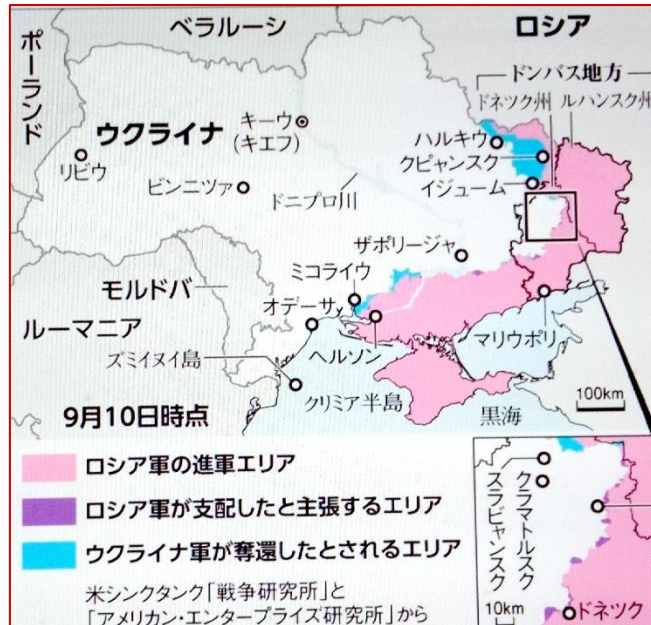 ポーランド
ベラルーシ
ロシア
ドンバス地方
ドネツク州
ルハンスク州
ウクライナ
キーウ
(キエフ)
ハルキウ
クピャンスク
イジューム
リビウ
ビンニツァ
ドニプロ川
ザポリージャ
ミコライウ
モルドバ
オデーサ
ルーマニア
ヘルソン
マリウポリ
ズミイヌイ島
クリミア半島
100km
9月10日時点
黒海
ロシア軍の進軍エリア
ロシア軍が支配したと主張するエリア
ウクライナ軍が奪還したとされるエリア
米シンクタンク「戦争研究所」と
「アメリカン・エンタープライズ研究所」から
クラマトルスク
スラビャンスク
10km
ドネツク